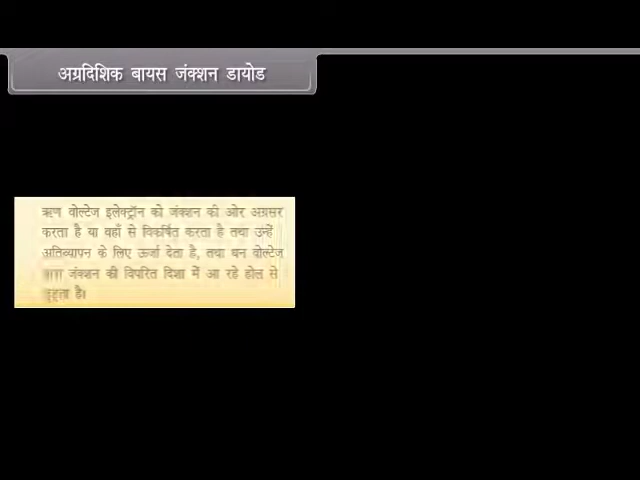 अग्रदिशिक बायस जंक्शन डायोड
ऋण वोल्टेज इलेक्ट्रॉन को जंक्शन की ओर अग्रसर
करता है या वहाँ से विकर्षित करता है तथा उन्हें
अतिव्यापन के लिए ऊर्जा देता है, तथा धन वोल्टेज
द्वारा जंक्शन की विपरित दिशा में आ रहे होल से
जुड़ता है।